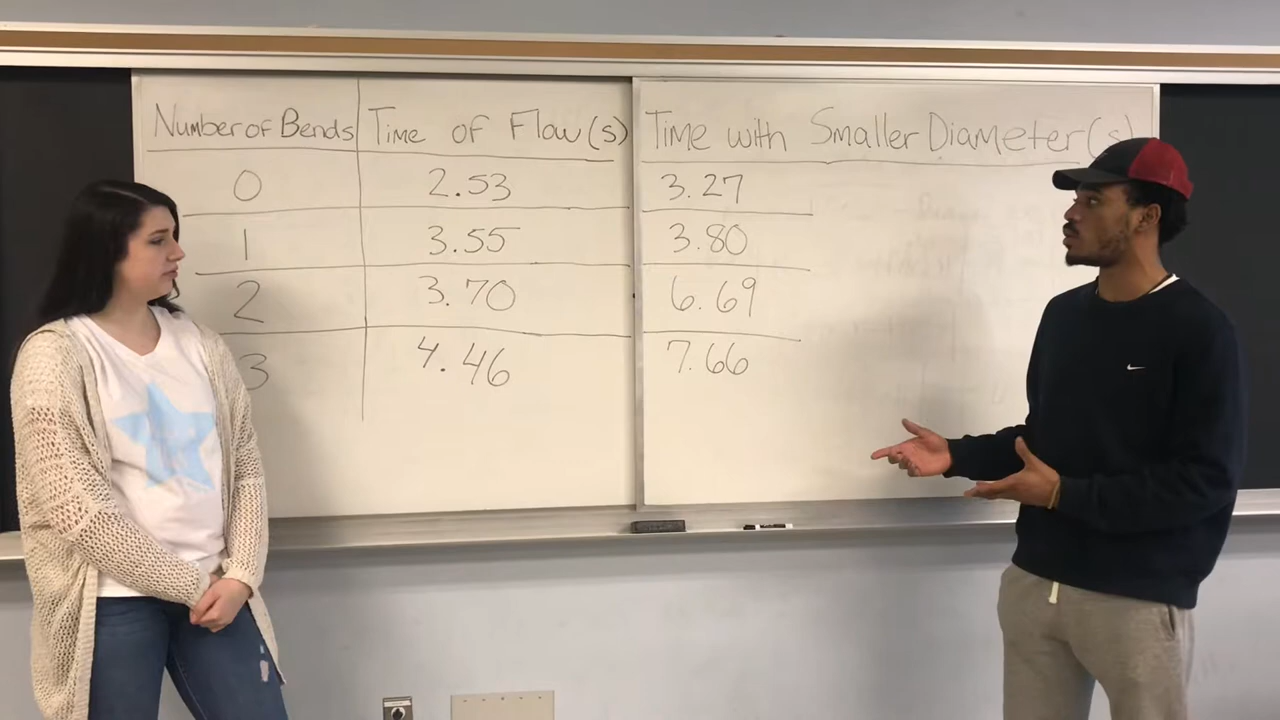 Number of Bends Time of Flow (s) Time with Smaller Diameter (s)
0 2.53 3.27
1 3.55 3.80
2 3.70 6.69
3 4.46 7.66